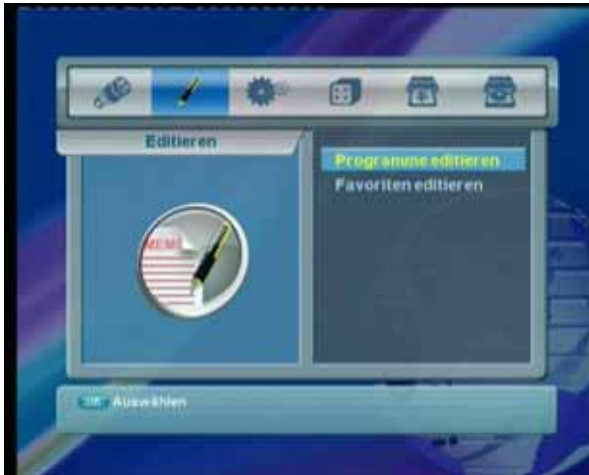 Editieren
Programme editieren
Favoriten editieren
MEMO
OK Auswählen